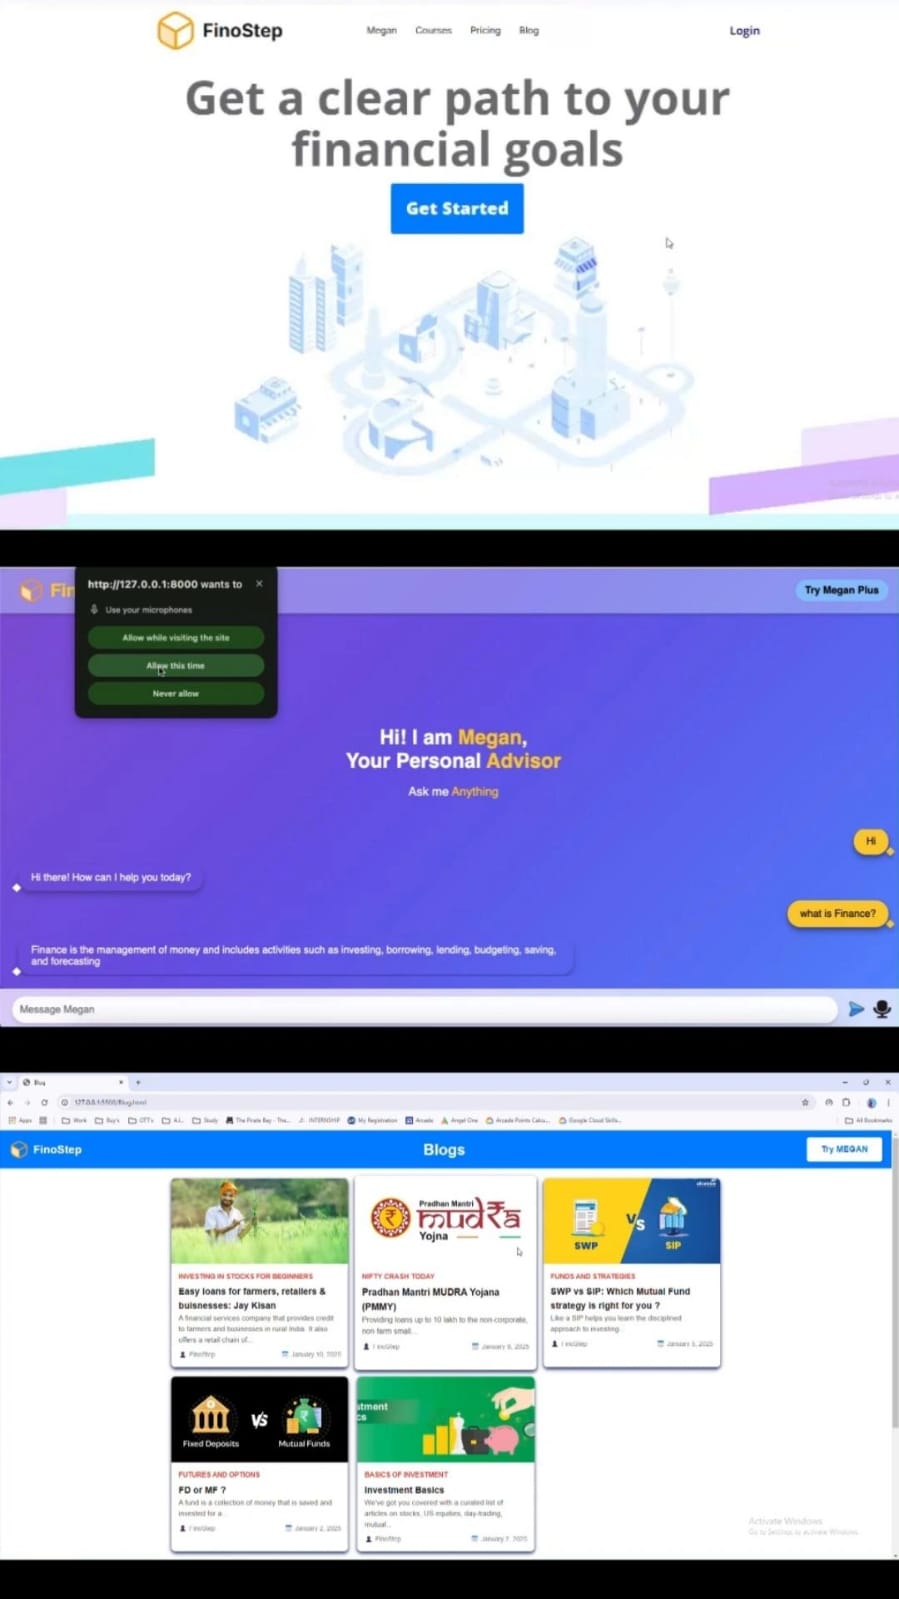 FinoStep
Megan Courses Pricing Blog
Login
Get a clear path to your
financial goals
Get Started
http://127.0.0.1:8000 wants to
Use your microphones
Allow while visiting the site
Allow this time
Never allow
Fin
Try Megan Plus
Hi! I am Megan,
Your Personal Advisor
Ask me Anything
Hi
Hi there! How can I help you today?
what is Finance?
Finance is the management of money and includes activities such as investing, borrowing, lending, budgeting, saving,
and forecasting
Message Megan
Blog
127.0.0.1:5500/Blog.html
Apps Work OTTs A.I.. Study The Pirate Bay - The... INTERNSHIP My Registration Arcade Angel One Arcade Points Calcu... Google Cloud Skills... All Bookmarks
FinoStep
Blogs
Try MEGAN
INVESTING IN STOCKS FOR BEGINNERS
Easy loans for farmers, retailers &
buisnesses: Jay Kisan
A financial services company that provides credit
to farmers and businesses in rural India. It also
offers a retail chain of...
FinoStep January 10, 2025
Pradhan Mantri
mudra
Yojna
NIFTY CRASH TODAY
Pradhan Mantri MUDRA Yojana
(PMMY)
Providing loans up to 10 lakh to the non-corporate,
non-farm small...
FinoStep January 8, 2025
SWP
VS
SIP
FUNDS AND STRATEGIES
SWP vs SIP: Which Mutual Fund
strategy is right for you ?
Like a SIP helps you learn the disciplined
approach to investing...
FinoStep January 5, 2025
Fixed Deposits
VS
Mutual Funds
FUTURES AND OPTIONS
FD or MF ?
A fund is a collection of money that is saved and
invested for a...
FinoStep January 2, 2025
stment
cs
BASICS OF INVESTMENT
Investment Basics
We've got you covered with a curated list of
articles on stocks, US equities, day-trading,
mutual...
FinoStep January 2, 2025
Activate Windows
Go to Settings to activate Windows.